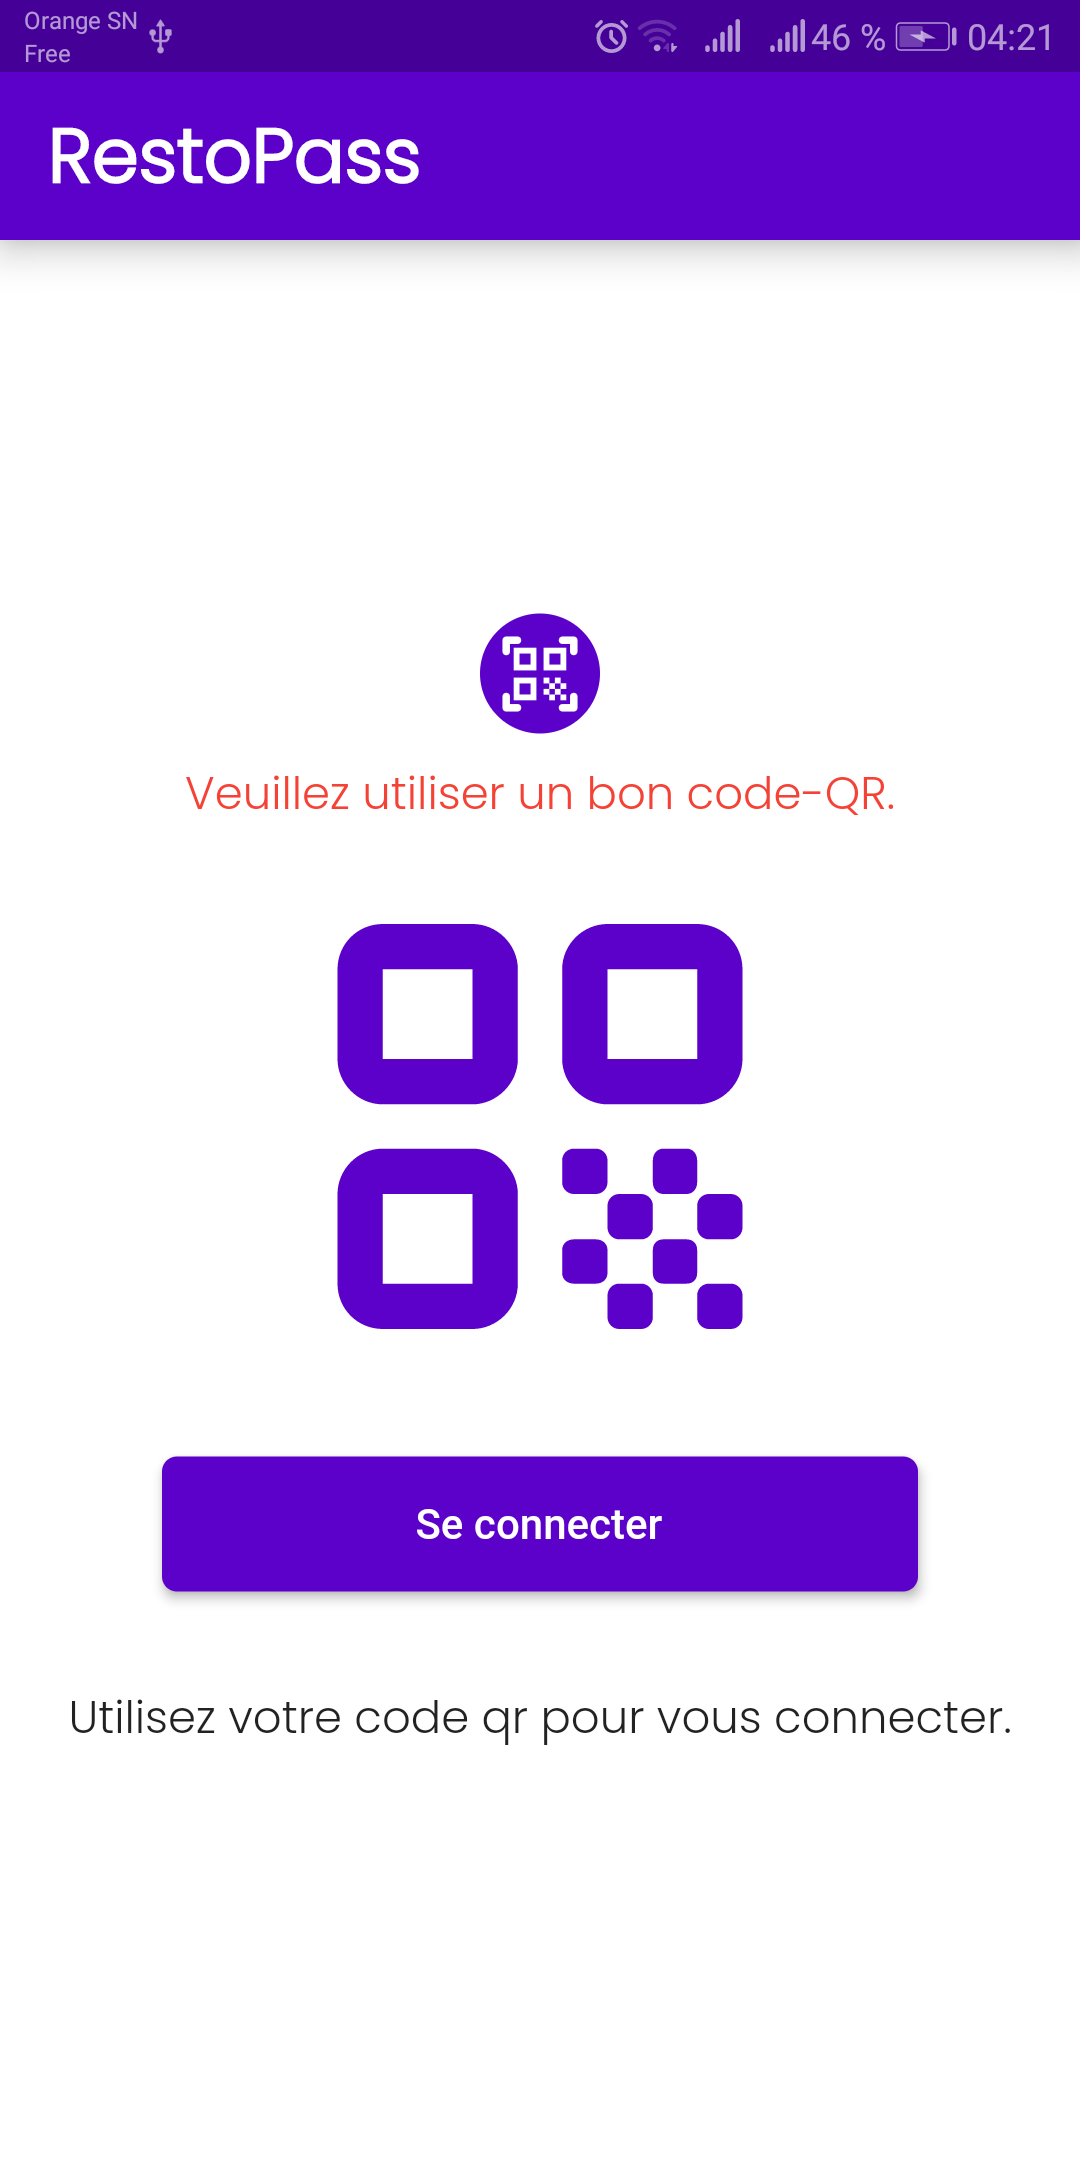 Orange SN
Free
46 % 04:21
RestoPass
Veuillez utiliser un bon code-QR.
Se connecter
Utilisez votre code qr pour vous connecter.